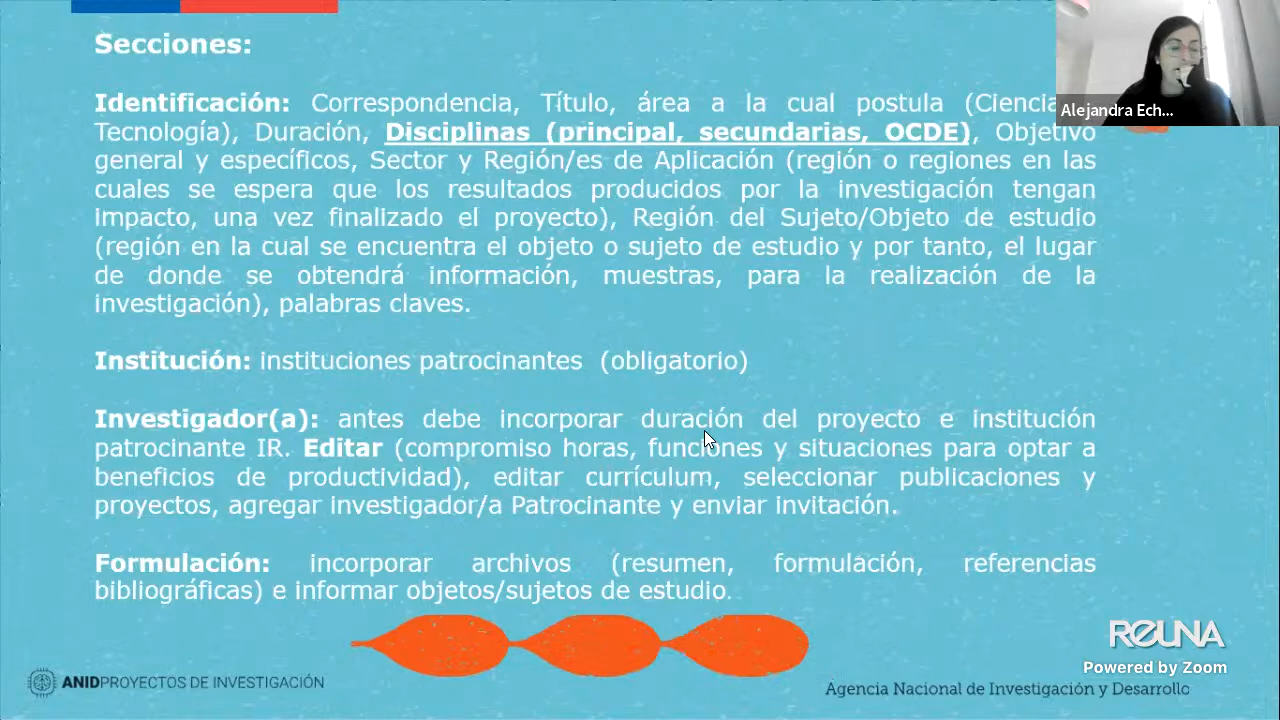 Secciones:
Identificación: Correspondencia, Título, área a la cual postula (Ciencia
Tecnología), Duración, Disciplinas (principal, secundarias, OCDE), Objetivo
general y específicos, Sector y Región/es de Aplicación (región o regiones en las
cuales se espera que los resultados producidos por la investigación tengan
impacto, una vez finalizado el proyecto), Región del Sujeto/Objeto de estudio
(región en la cual se encuentra el objeto o sujeto de estudio y por tanto, el lugar
de donde se obtendrá información, muestras, para la realización de la
investigación), palabras claves.
Institución: instituciones patrocinantes (obligatorio)
Investigador(a): antes debe incorporar duración del proyecto e institución
patrocinante IR. Editar (compromiso horas, funciones y situaciones para optar a
beneficios de productividad), editar currículum, seleccionar publicaciones y
proyectos, agregar investigador/a Patrocinante y enviar invitación.
Formulación: incorporar archivos (resumen, formulación, referencias
bibliográficas) e informar objetos/sujetos de estudio.
Alejandra Ech...
REUNA
Powered by Zoom
ANIDPROYECTOS DE INVESTIGACIÓN
Agencia Nacional de Investigación y Desarrollo